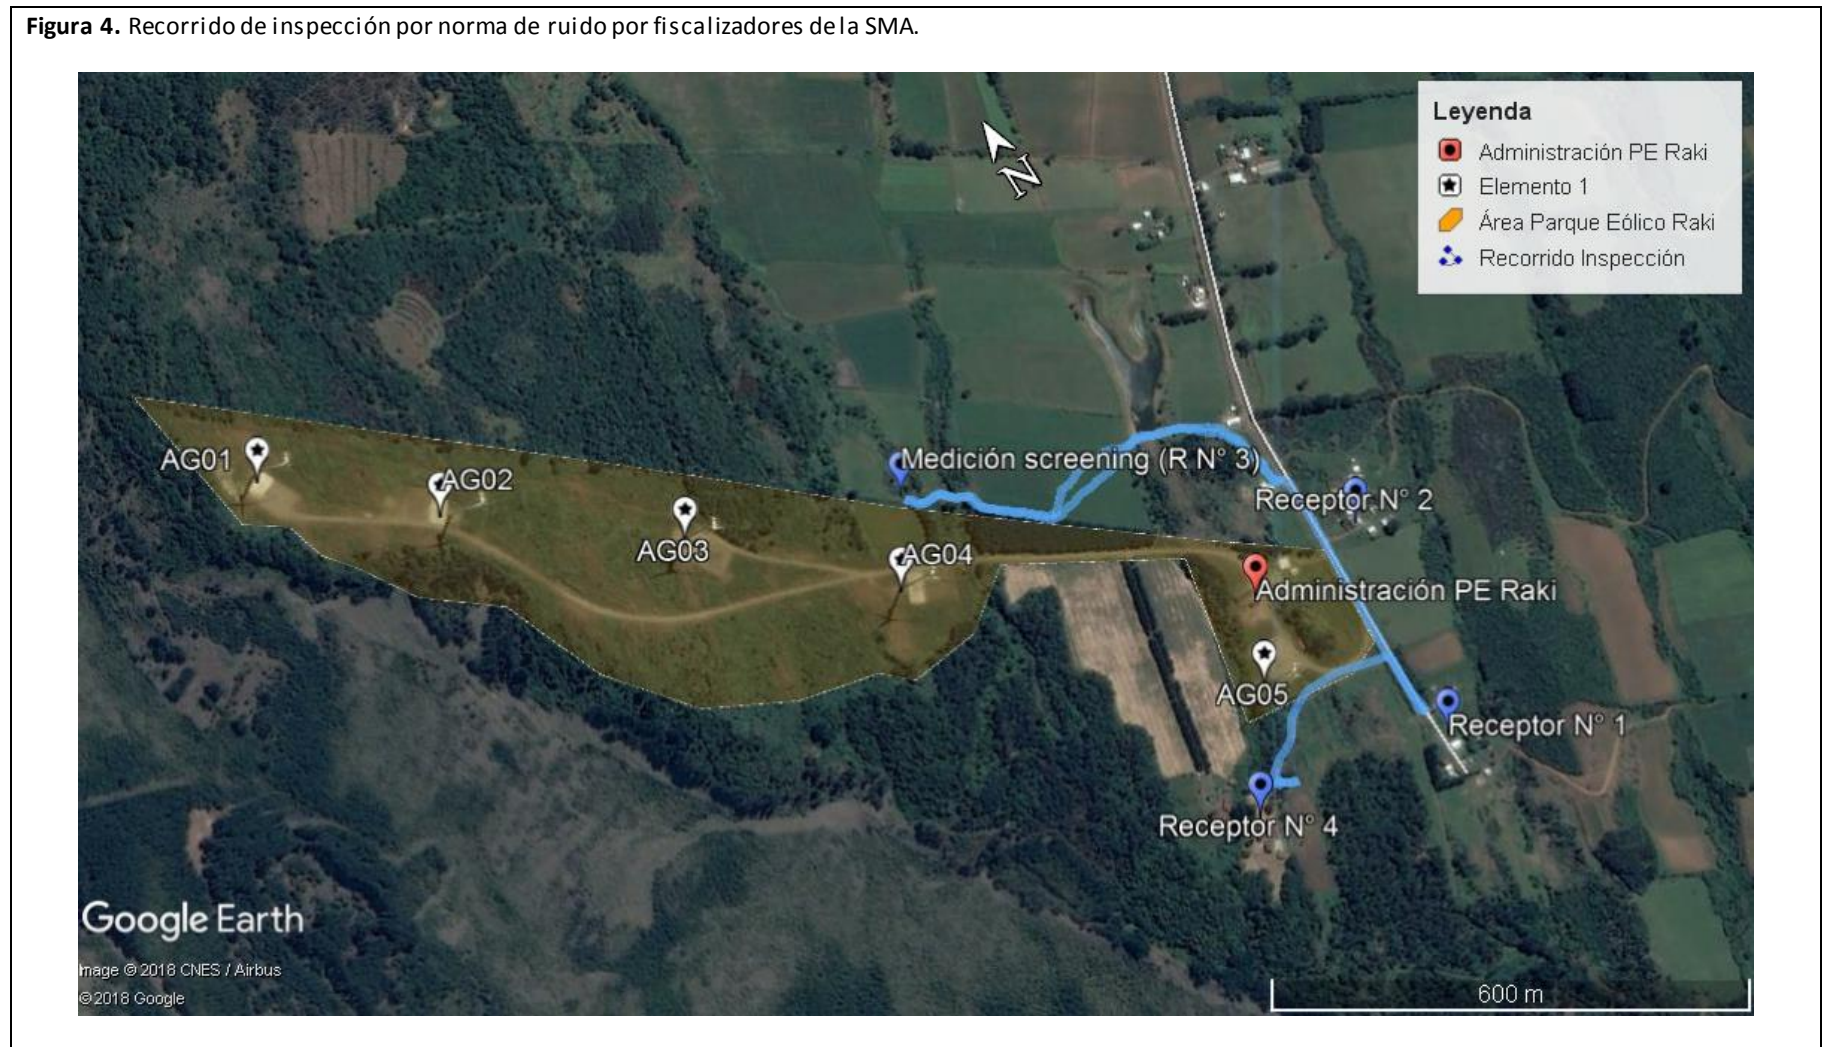 Figura 4. Recorrido de inspección por norma de ruido por fiscalizadores de la SMA.
Leyenda
Administración PE Raki
Elemento 1
Área Parque Eólico Raki
Recorrido Inspección
N
AG01
AG02
AG03
AG04
Medición screening (R N° 3)
Receptor N° 2
Administración PE Raki
AG05
Receptor N° 1
Receptor N° 4
Google Earth
Image © 2018 CNES / Airbus
© 2018 Google
600 m